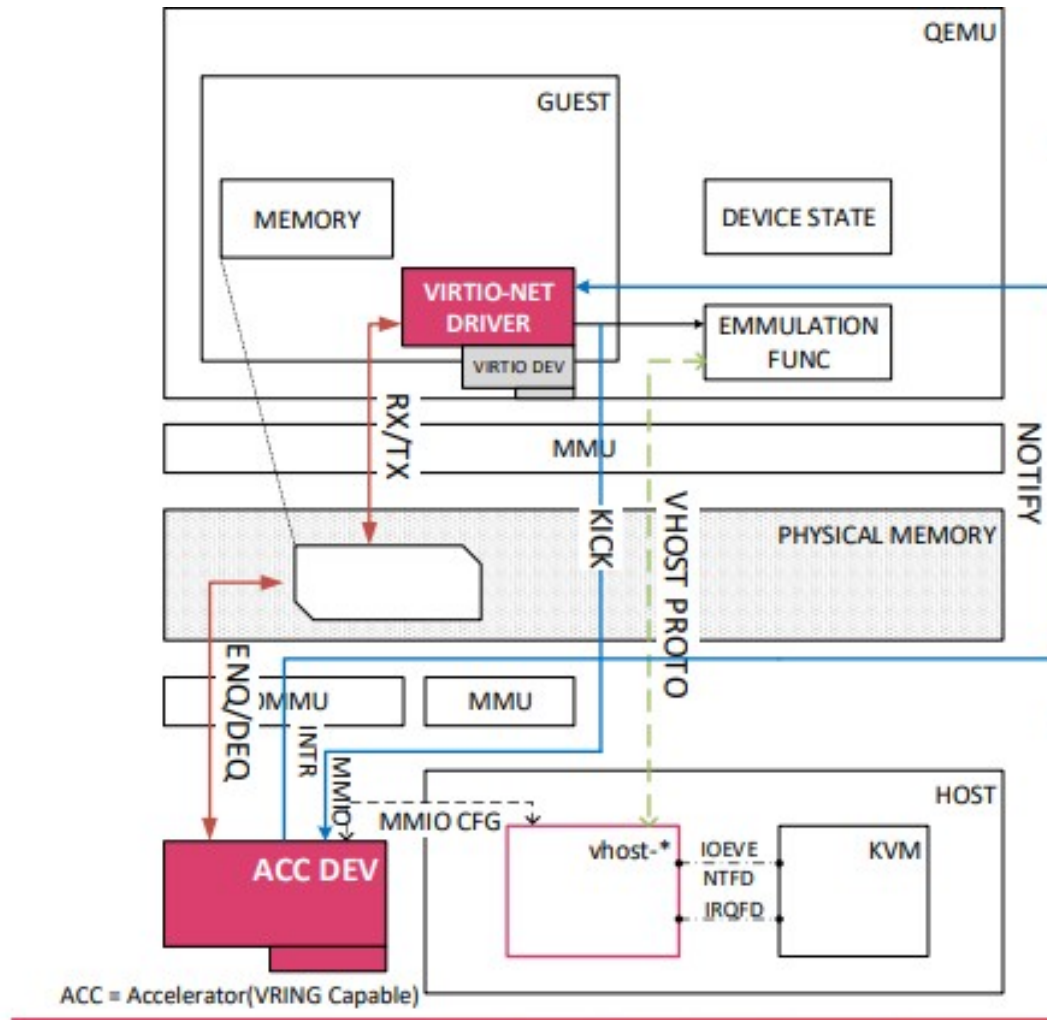 QEMU
GUEST
MEMORY
DEVICE STATE
VIRTIO-NET
DRIVER
EMMULATION
FUNC
VIRTIO DEV
RX/TX
MMU
NOTIFY
KICK
VHOST PROTO
PHYSICAL MEMORY
ENQ/DEQ
OMMU
MMU
INTR
MMIO
MMIO CFG
HOST
ACC DEV
vhost-*
IOEVE
NTFD
IRQFD
KVM
ACC = Accelerator(VRING Capable)